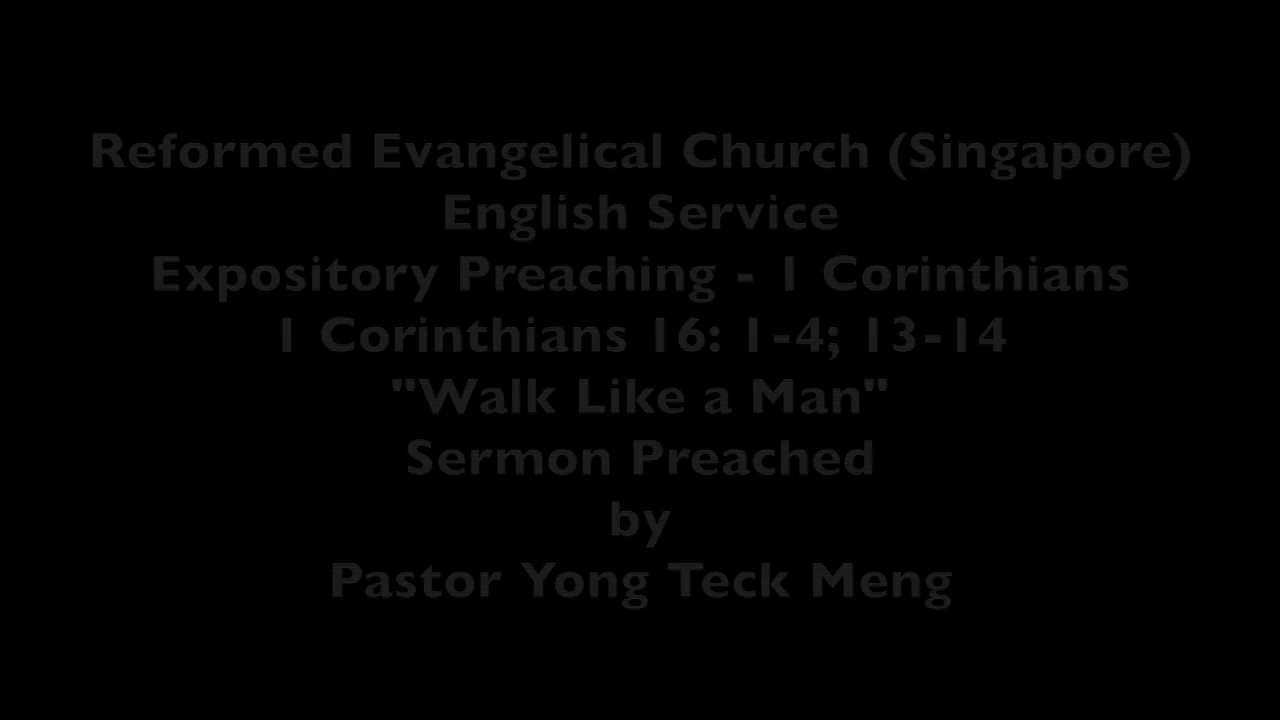 Reformed Evangelical Church (Singapore)
English Service
Expository Preaching - 1 Corinthians
1 Corinthians 16: 1-4; 13-14
"Walk Like a Man"
Sermon Preached
by
Pastor Yong Teck Meng